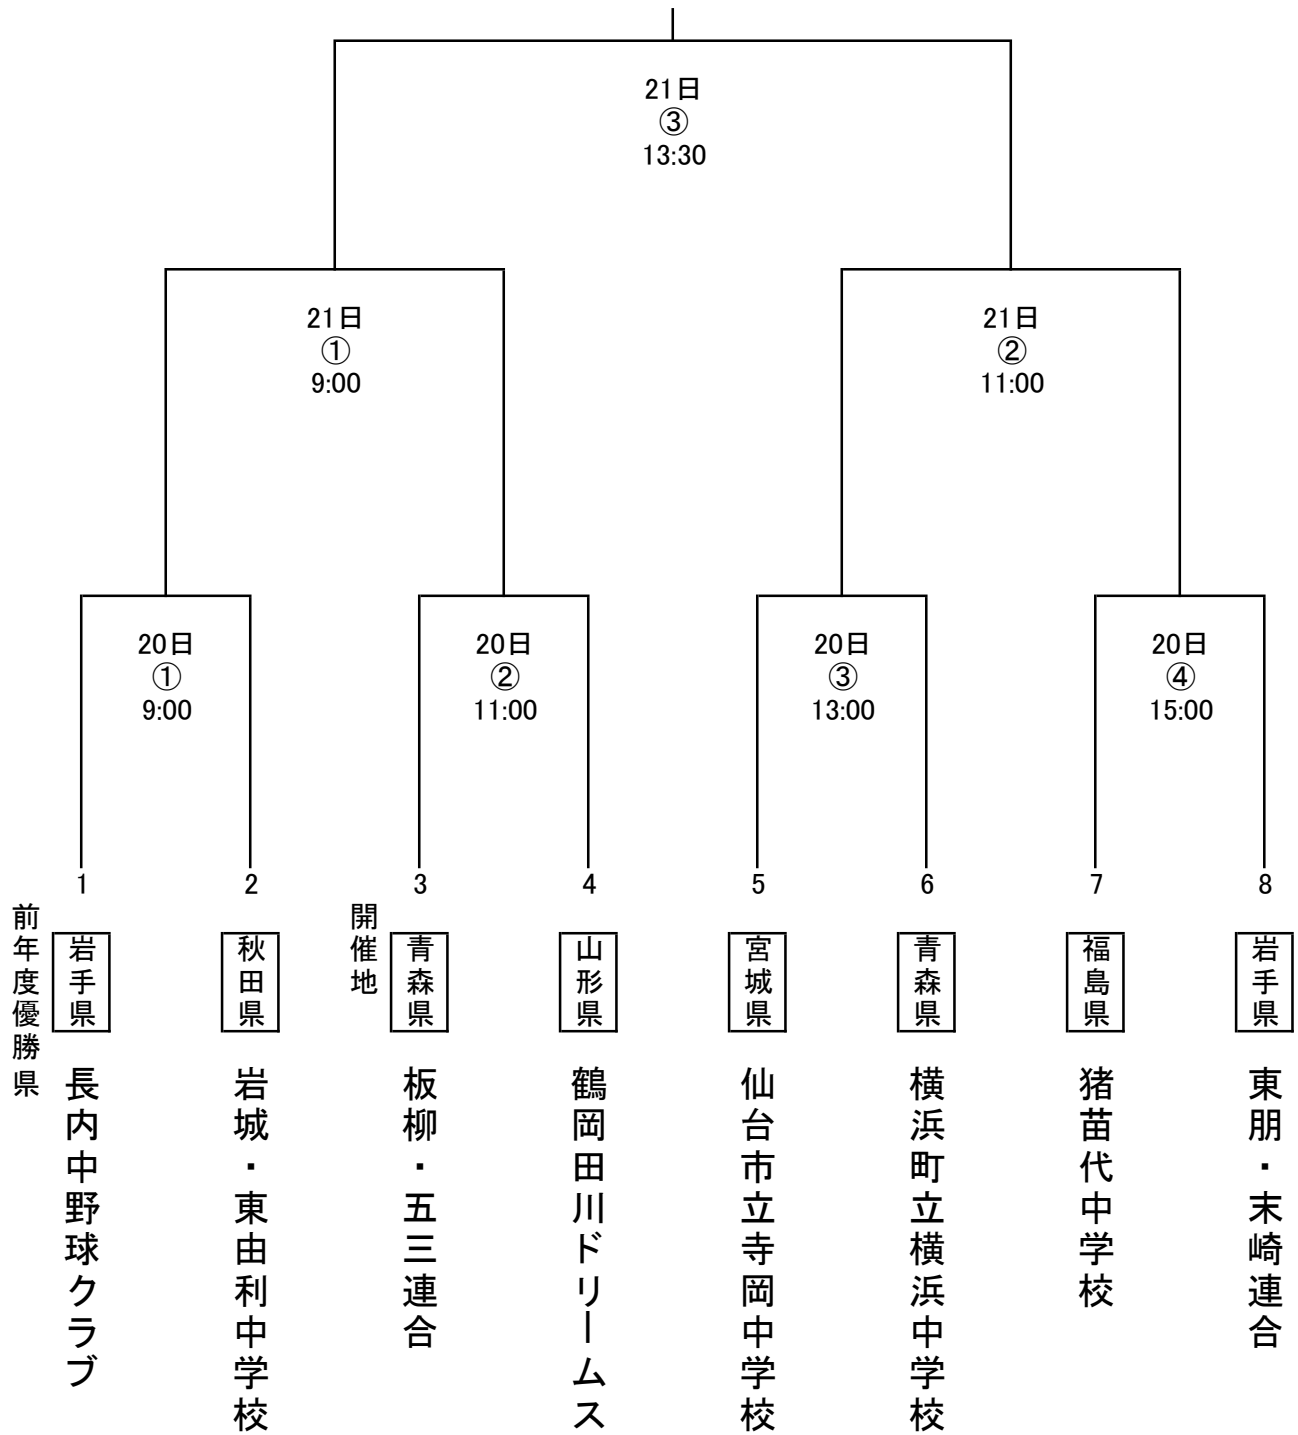 21日
③
13:30
21日
①
9:00
21日
②
11:00
20日
①
9:00
20日
②
11:00
20日
③
13:00
20日
④
15:00
1
2
3
4
5
6
7
8
前年度優勝県
岩手県
長内中野球クラブ
秋田県
岩城・東由利中学校
開催地
青森県
板柳・五三連合
山形県
鶴岡田川ドリームス
宮城県
仙台市立寺岡中学校
青森県
横浜町立横浜中学校
福島県
猪苗代中学校
岩手県
東朋・末崎連合